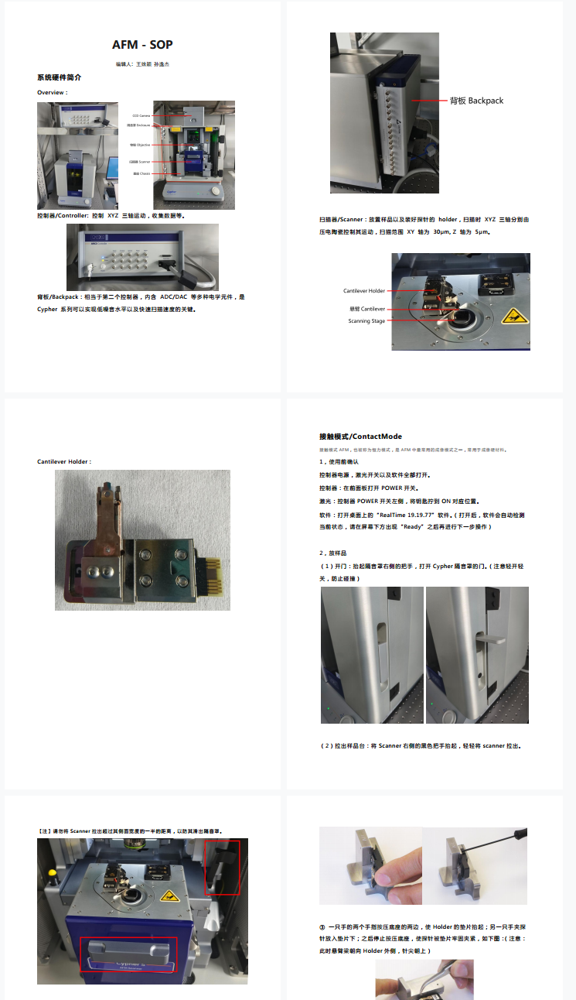 AFM – SOP
编辑人：王姝颖 孙逸杰
系统硬件简介
Overview：
CCD Camera
隔音罩 Enclosure
物镜 Objective
扫描器 Scanner
底座 Chassis
控制器/Controller: 控制 XYZ 三轴运动，收集数据等。
背板/Backpack：相当于第二个控制器，内含 ADC/DAC 等多种电学元件，是
Cypher 系列可以实现低噪音水平以及快速扫描速度的关键。
背板 Backpack
扫描器/Scanner：放置样品以及装好探针的 holder，扫描时 XYZ 三轴分别由
压电陶瓷控制其运动，扫描范围 XY 轴为 30μm, Z 轴为 5μm。
Cantilever Holder
悬臂 Cantilever
Scanning Stage
Cantilever Holder：
接触模式/ContactMode
接触模式 AFM，也被称为恒力模式，是 AFM 中最常用的成像模式之一，常用于成像硬材料。
1，使用前确认
控制器电源，激光开关以及软件全部打开。
控制器：在前面板打开 POWER 开关。
激光：控制器 POWER 开关左侧，将钥匙拧到 ON 对应位置。
软件：打开桌面上的“RealTime 19.19.77”软件。（打开后，软件会自动检测
当前状态，请在屏幕下方出现“Ready”之后再进行下一步操作）
2，放样品
（1）开门：抬起隔音罩右侧的把手，打开 Cypher 隔音罩的门。（注意轻开轻
关，防止碰撞）
（2）拉出样品台：将 Scanner 右侧的黑色把手抬起，轻轻将 scanner 拉出。
【注】请勿将 Scanner 拉出超过其侧面宽度的一半的距离，以防其滑出隔音罩。
Cypher S
③ 一只手的两个手指按压底座的两边，使 Holder 的垫片抬起；另一只手夹探
针放入垫片下；之后停止按压底座，使探针被垫片牢固夹紧，如下图：（注意：
此时悬臂梁朝向 Holder 外侧，针尖朝上）